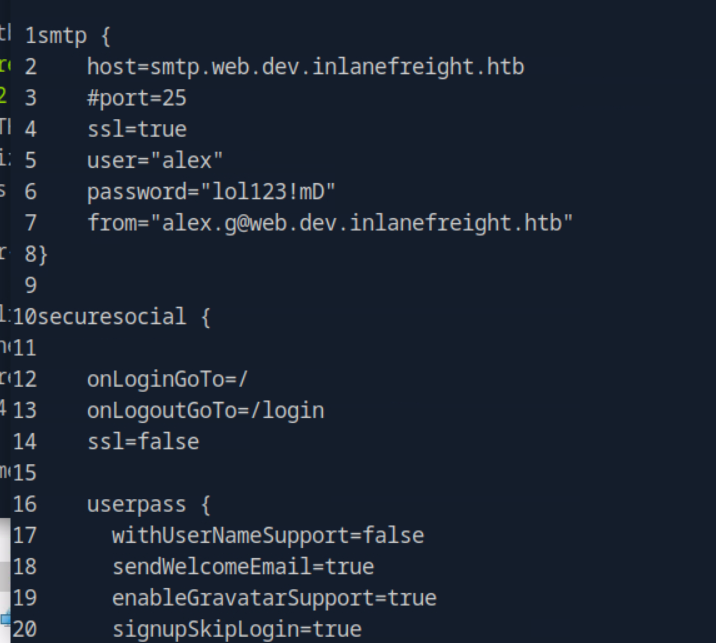 1smtp {
2    host=smtp.web.dev.inlanefreight.htb
3    #port=25
4    ssl=true
5    user="alex"
6    password="lol123!mD"
7    from="alex.g@web.dev.inlanefreight.htb"
8}
9
10securesocial {
11
12    onLoginGoTo=/
13    onLogoutGoTo=/login
14    ssl=false
15
16    userpass {
17      withUserNameSupport=false
18      sendWelcomeEmail=true
19      enableGravatarSupport=true
20      signupSkipLogin=true